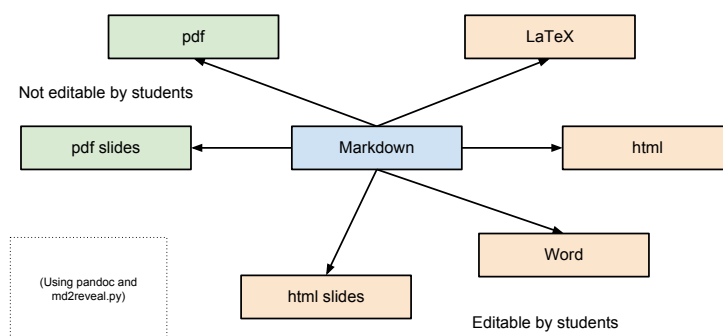 pdf
LaTeX
Not editable by students
pdf slides
Markdown
html
Word
(Using pandoc and
md2reveal.py)
html slides
Editable by students